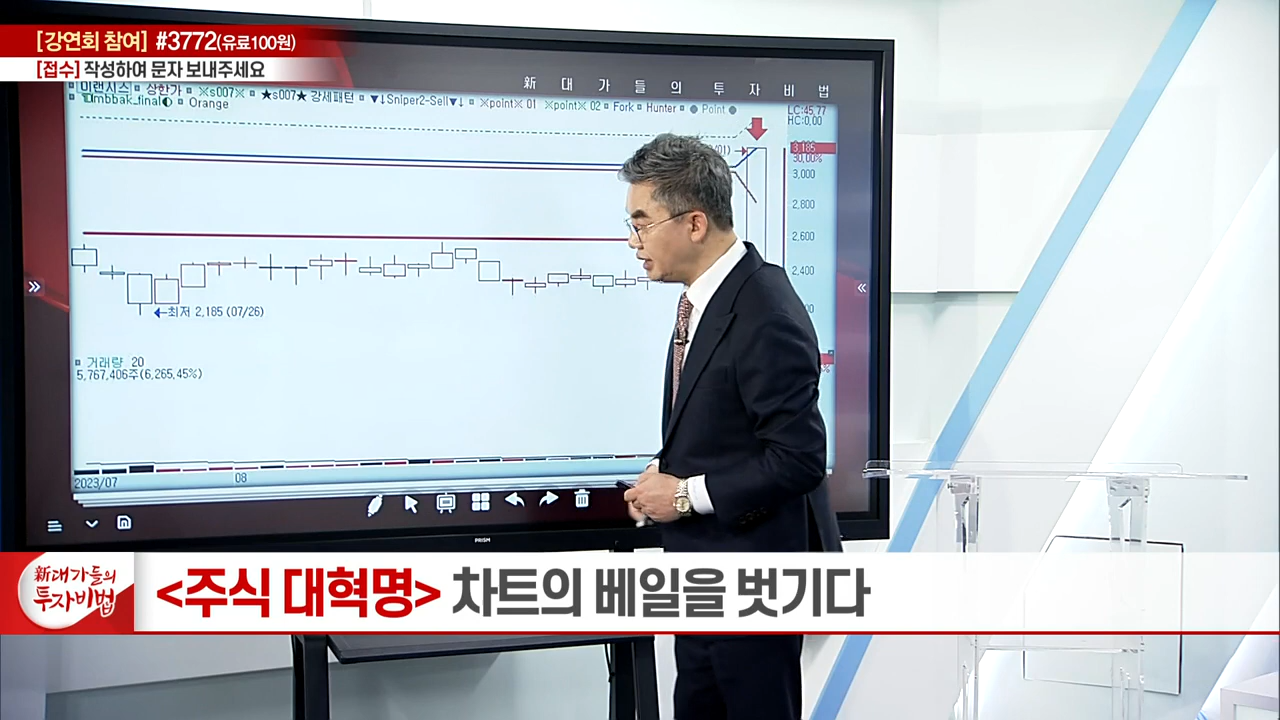 [강연회 참여] #3772(유료100원)
[접수] 작성하여 문자 보내주세요
新 대 가 들 의 투 자 비 법
이랜시스 상한가 ※s007※ ★s007★ 강세패턴 ▼↓Sniper2-Sell▼↓ ※point※ 01 ※point※ 02 Fork Hunter Point
Umbbak_final Orange
LC:45.77
HC:0.00
3,185
30.00%
3,000
2,800
2,600
2,400
←최저 2,185 (07/26)
거래량 20
5,767,406주(6,265.45%)
2023/07
08
PRISM
新대가들의
투자비법
<주식 대혁명> 차트의 베일을 벗기다